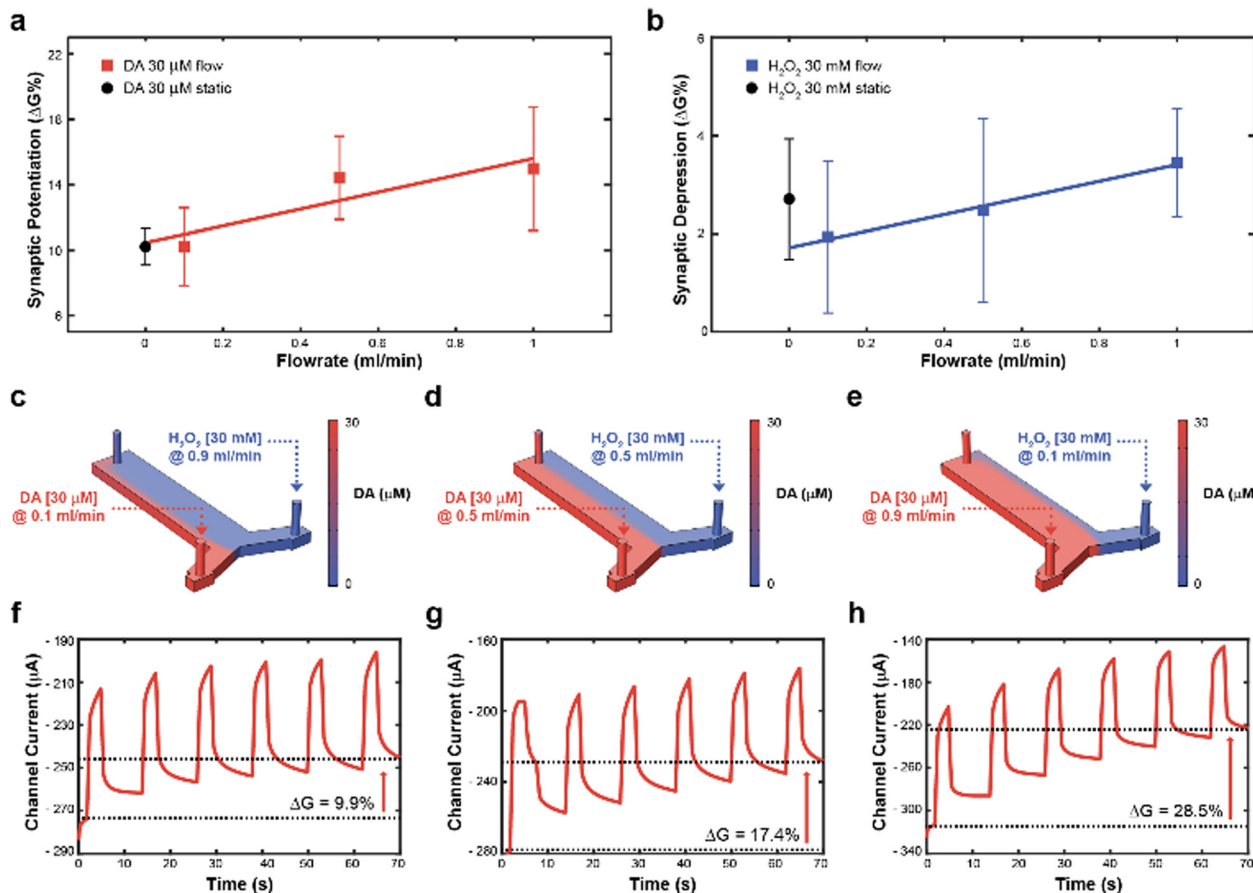 a
Synaptic Potentiation (ΔG%)
22
18
14
10
6
DA 30 μM flow
DA 30 μM static
0
0.2
0.4
0.6
0.8
1
Flowrate (ml/min)
b
Synaptic Depression (ΔG%)
6
4
2
0
H₂O₂ 30 mM flow
H₂O₂ 30 mM static
0
0.2
0.4
0.6
0.8
1
Flowrate (ml/min)
c
H₂O₂ [30 mM]
@ 0.9 ml/min
DA [30 μM]
@ 0.1 ml/min
30
DA (μM)
0
d
H₂O₂ [30 mM]
@ 0.5 ml/min
DA [30 μM]
@ 0.5 ml/min
30
DA (μM)
0
e
H₂O₂ [30 mM]
@ 0.1 ml/min
DA [30 μM]
@ 0.9 ml/min
30
DA (μM)
0
f
Channel Current (μA)
- 190
- 210
- 230
- 250
- 270
- 290
ΔG = 9.9%
0
10
20
30
40
50
60
70
Time (s)
g
Channel Current (μA)
- 160
- 200
- 240
- 280
ΔG = 17.4%
0
10
20
30
40
50
60
70
Time (s)
h
Channel Current (μA)
- 140
- 180
- 220
- 260
- 300
- 340
ΔG = 28.5%
0
10
20
30
40
50
60
70
Time (s)